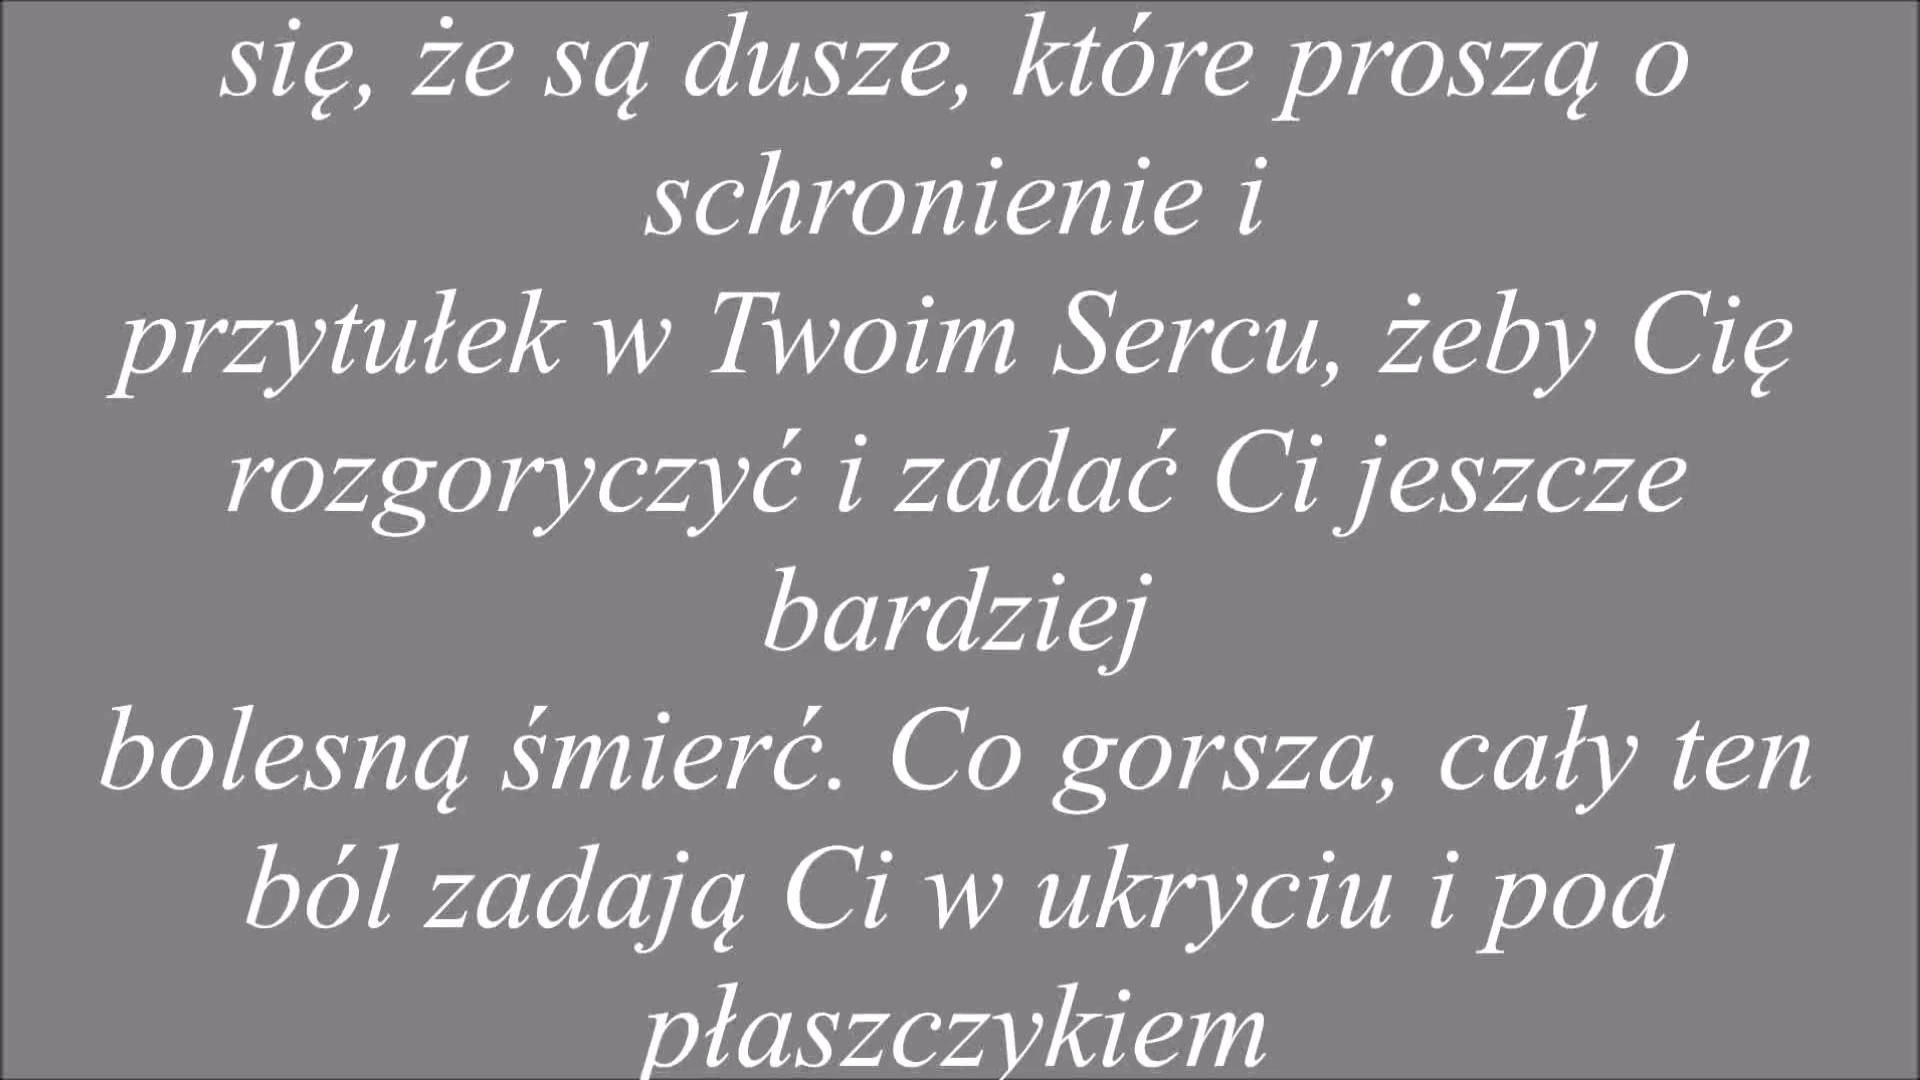 się, że są dusze, które proszą o
schronienie i
przytułek w Twoim Sercu, żeby Cię
rozgoryczyć i zadać Ci jeszcze
bardziej
bolesną śmierć. Co gorsza, cały ten
ból zadają Ci w ukryciu i pod
płaszczykiem